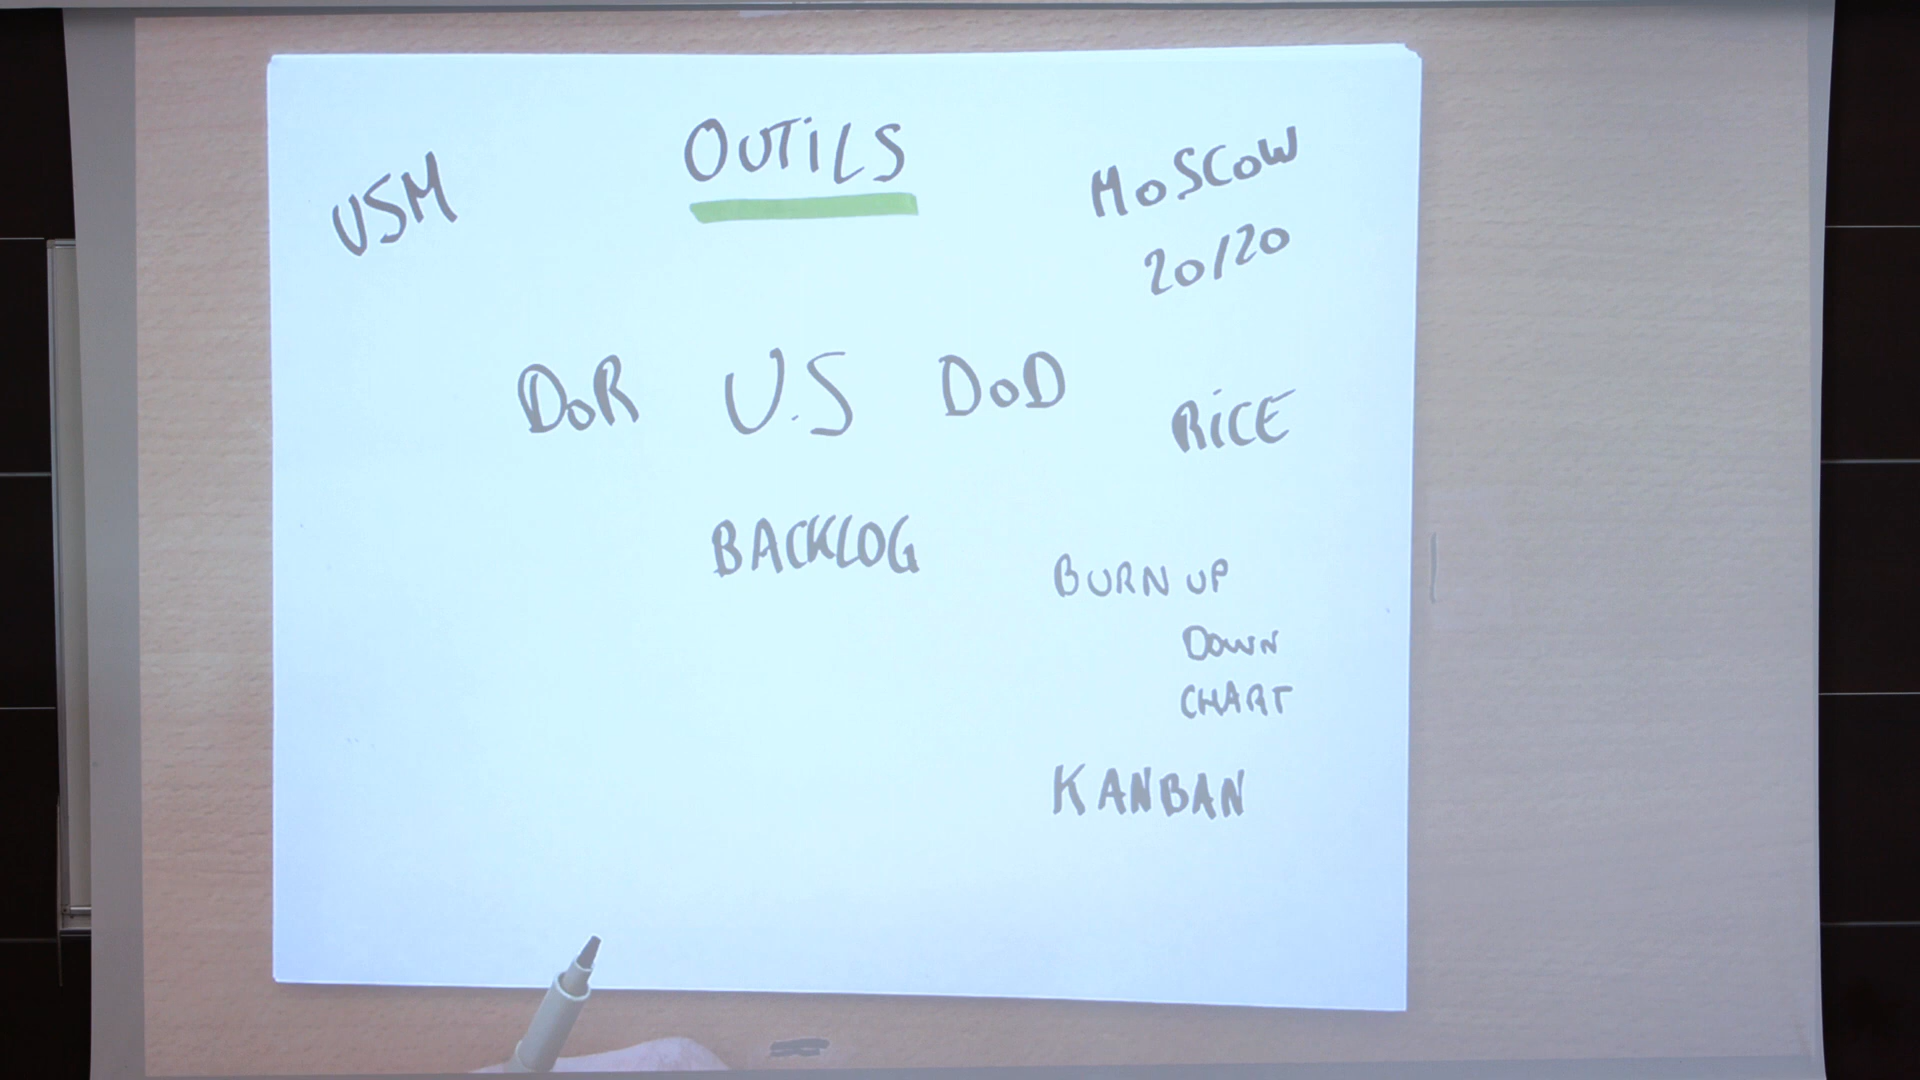 OUTiLS
USM
MoSCoW
20/20
DoR U.S DoD
RiCE
BACKLOG
BURN UP
DOWN
CHART
KANBAN